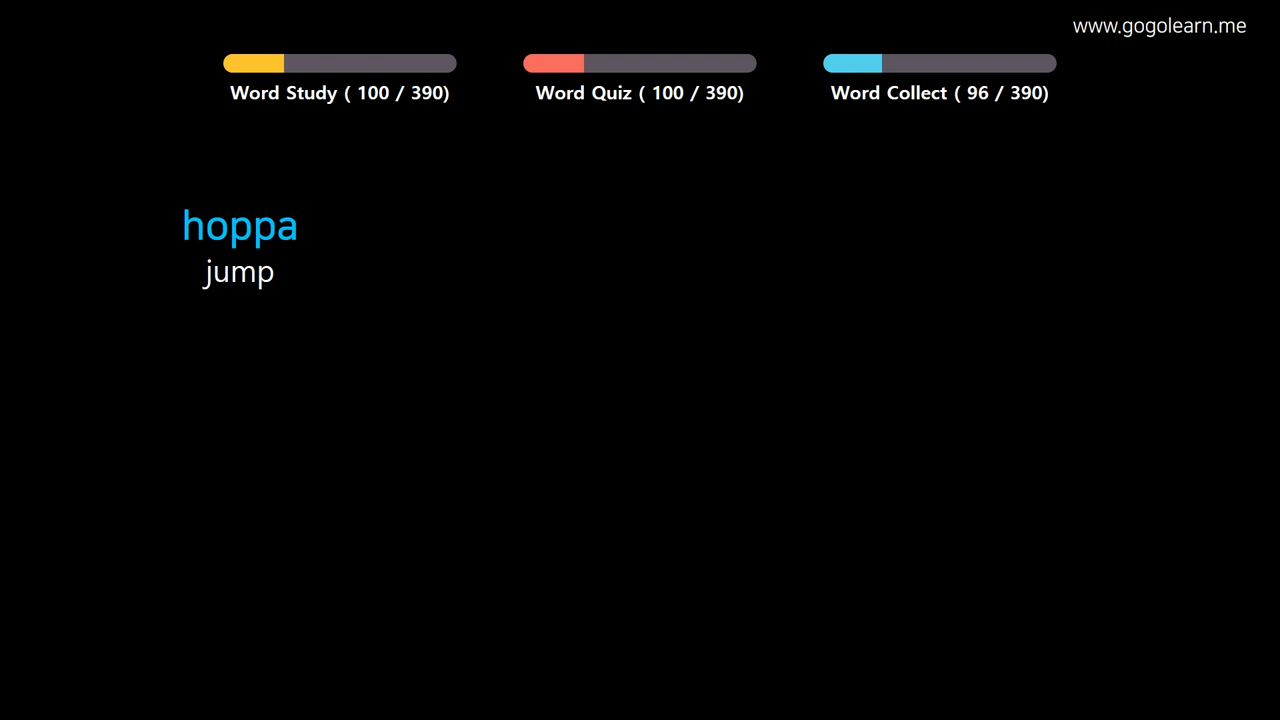 www.gogolearn.me
Word Study ( 100 / 390)
Word Quiz ( 100 / 390)
Word Collect ( 96 / 390)
hoppa
jump